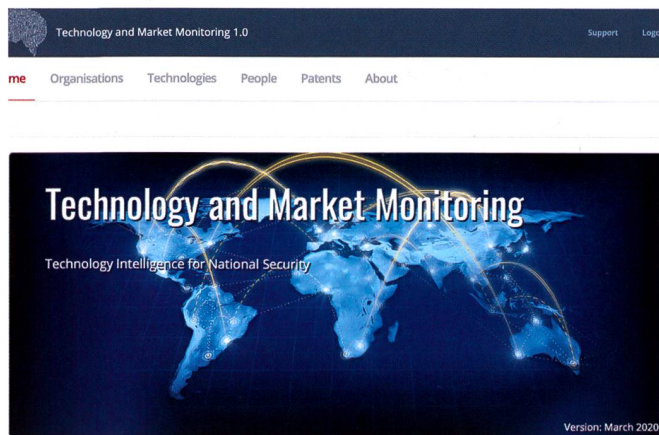 Technology and Market Monitoring 1.0
Support
Logo
me
Organisations
Technologies
People
Patents
About
Technology and Market Monitoring
Technology Intelligence for National Security
Version: March 2020